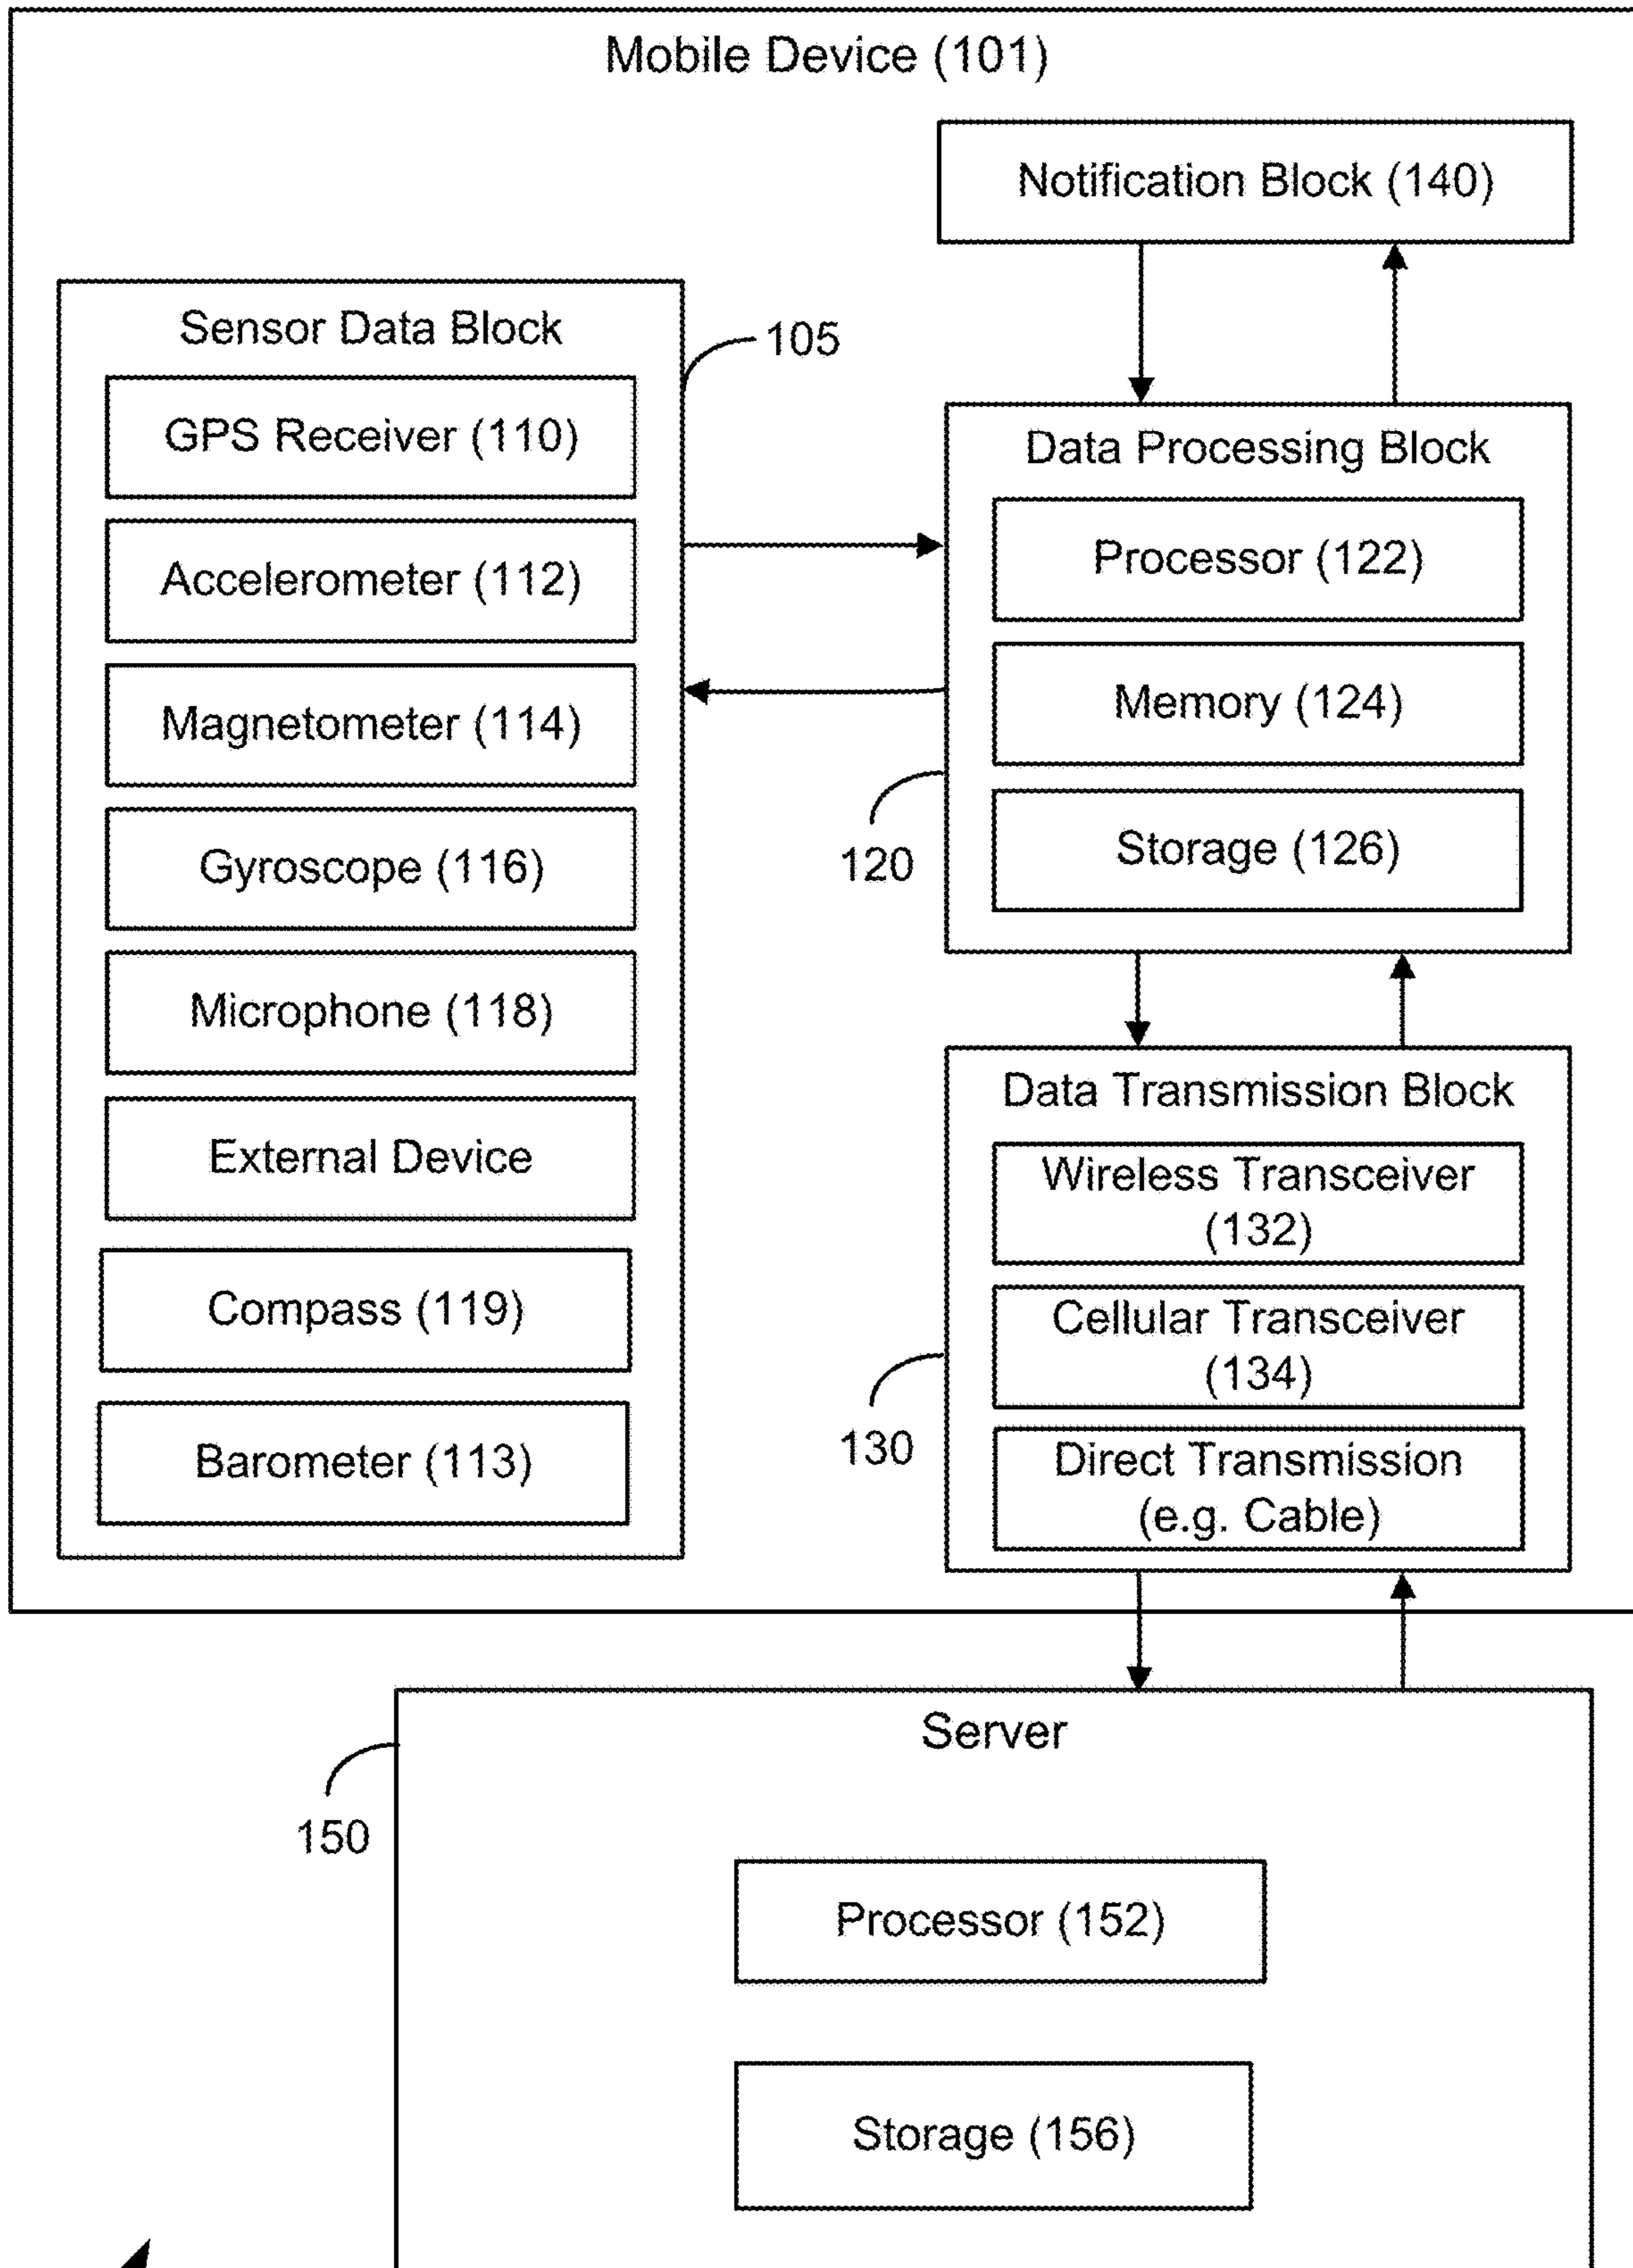 Mobile Device (101)
Notification Block (140)
Sensor Data Block
105
GPS Receiver (110)
Accelerometer (112)
Magnetometer (114)
Gyroscope (116)
Microphone (118)
External Device
Compass (119)
Barometer (113)
Data Processing Block
Processor (122)
Memory (124)
Storage (126)
120
Data Transmission Block
Wireless Transceiver
(132)
Cellular Transceiver
(134)
Direct Transmission
(e.g. Cable)
130
Server
150
Processor (152)
Storage (156)